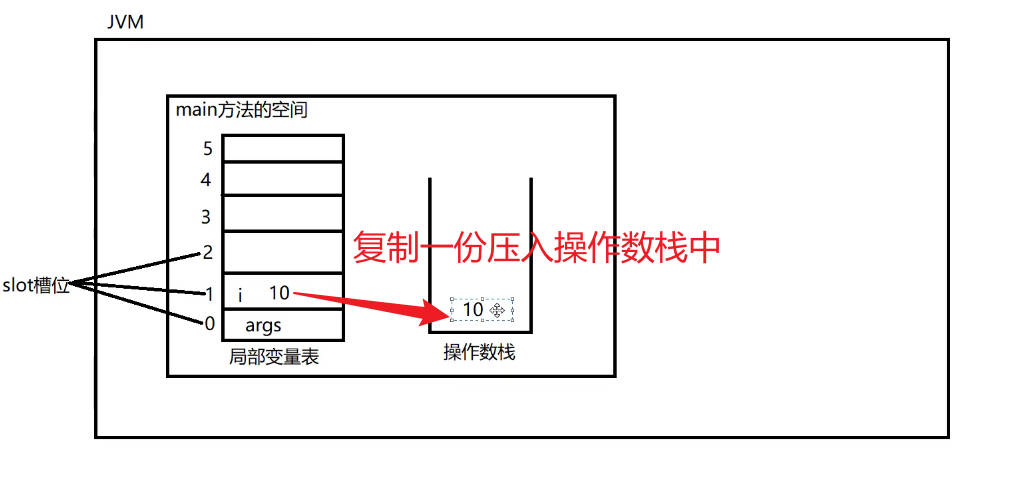 JVM
main方法的空间
5
4
3
复制一份压入操作数栈中
2
slot槽位
1 i 10
10
0 args
局部变量表
操作数栈